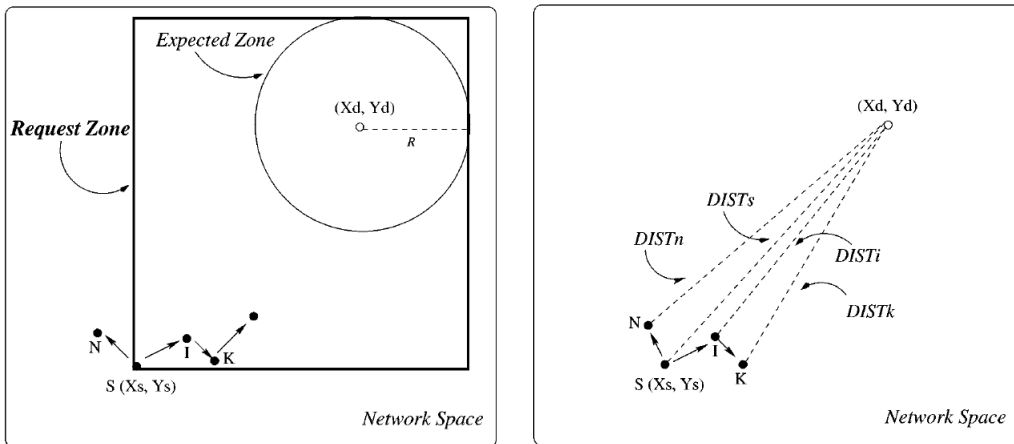 Expected Zone
(Xd, Yd)
R
Request Zone
N
I
K
S (Xs, Ys)
Network Space
(Xd, Yd)
DISTs
DISTn
DISTi
DISTk
N
I
K
S (Xs, Ys)
Network Space